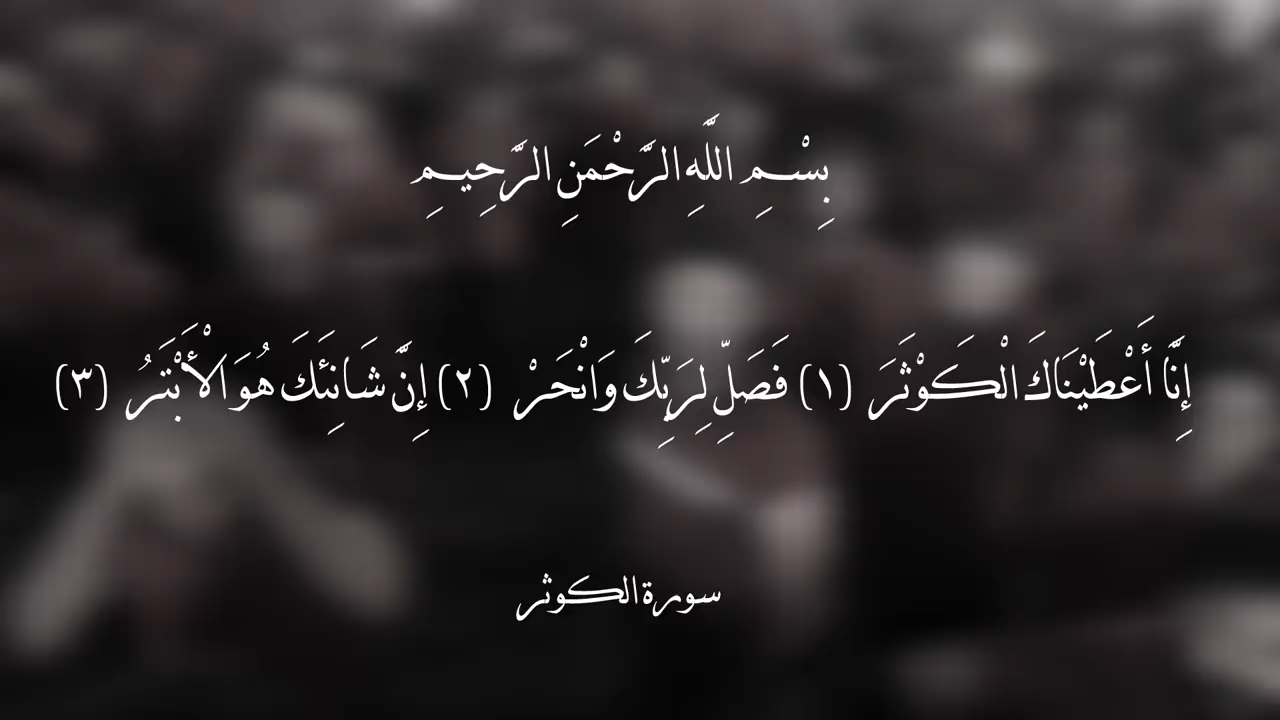 بِسْمِ اللَّهِ الرَّحْمَنِ الرَّحِيمِ
إِنَّا أَعْطَيْنَاكَ الْكَوْثَرَ (١) فَصَلِّ لِرَبِّكَ وَانْحَرْ (٢) إِنَّ شَانِئَكَ هُوَ الْأَبْتَرُ (٣)
سورة الكوثر